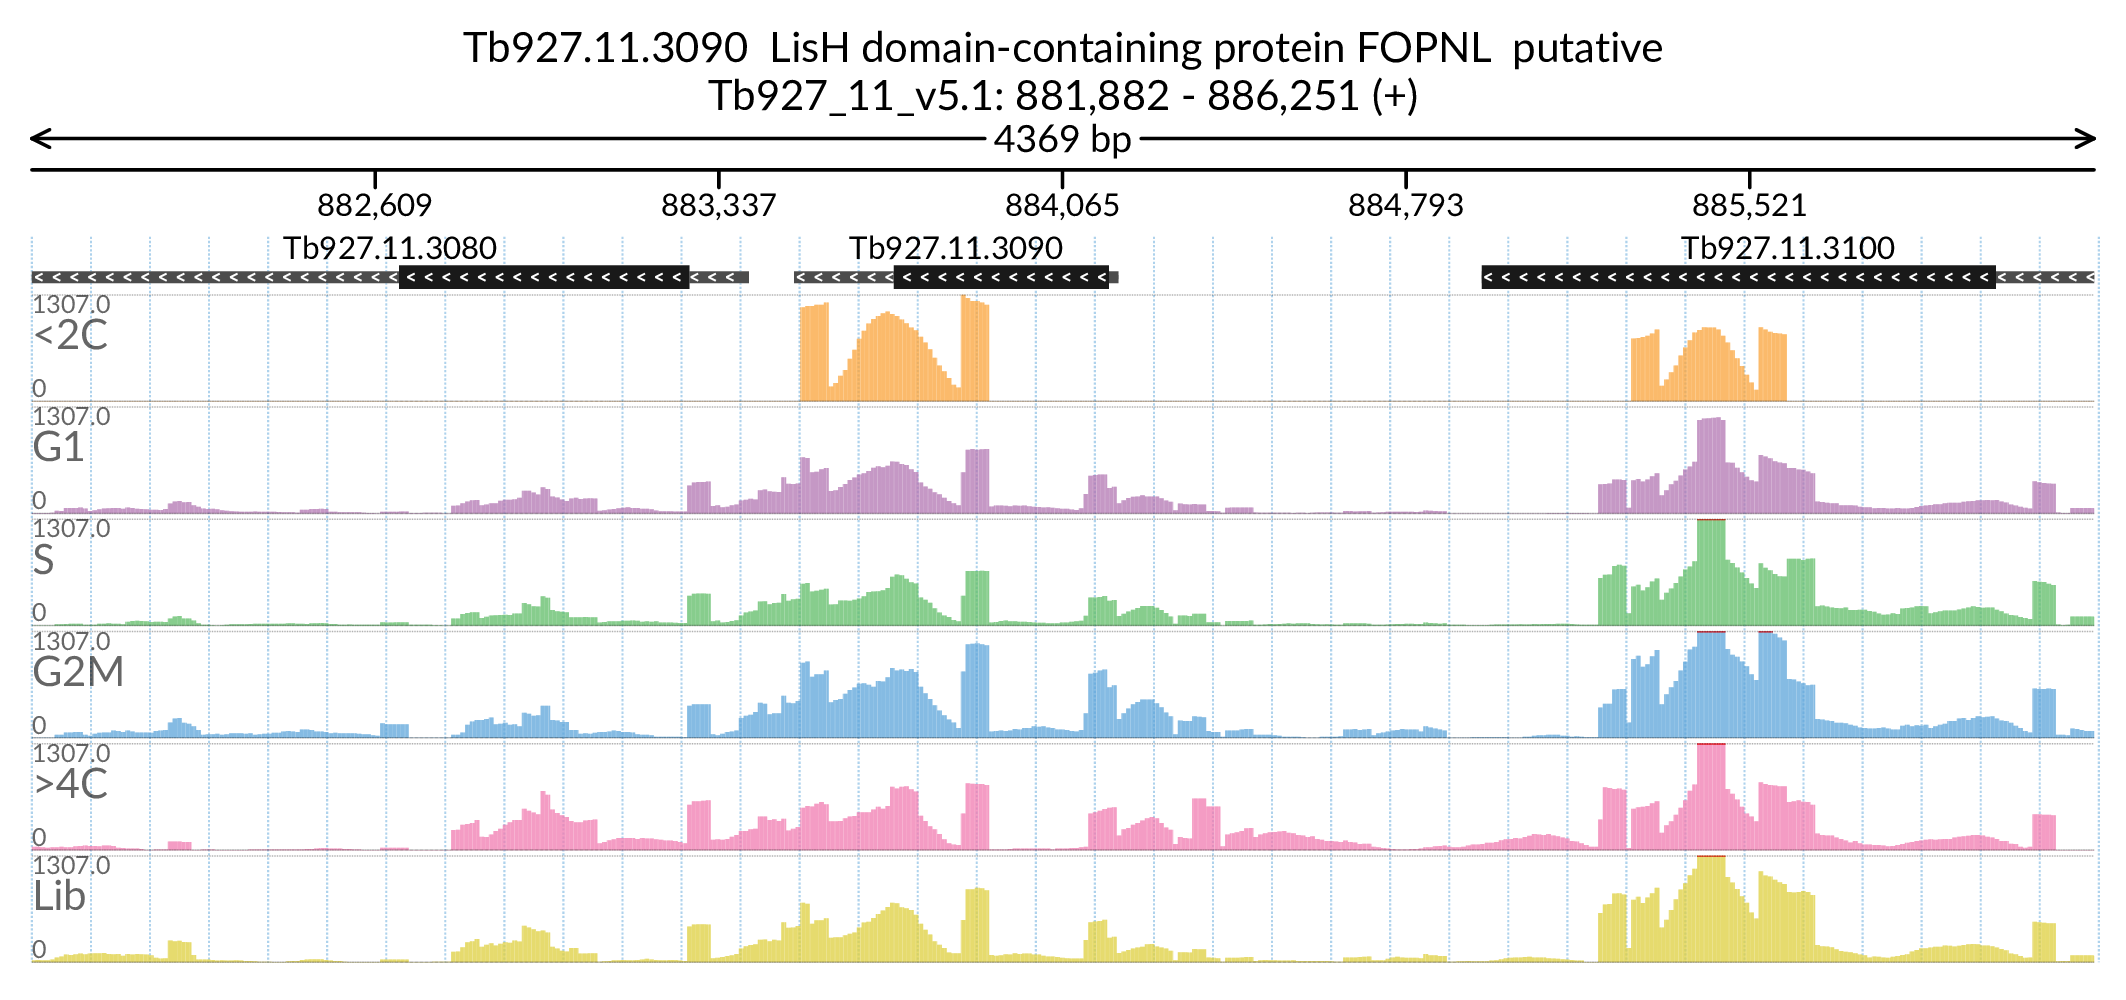 Tb927.11.3090  LisH domain-containing protein FOPNL  putative
Tb927_11_v5.1: 881,882 - 886,251 (+)
4369 bp
882,609 883,337 884,065 884,793 885,521
Tb927.11.3080 Tb927.11.3090 Tb927.11.3100
1307.0
<2C
0
1307.0
G1
0
1307.0
S
0
1307.0
G2M
0
1307.0
>4C
0
1307.0
Lib
0